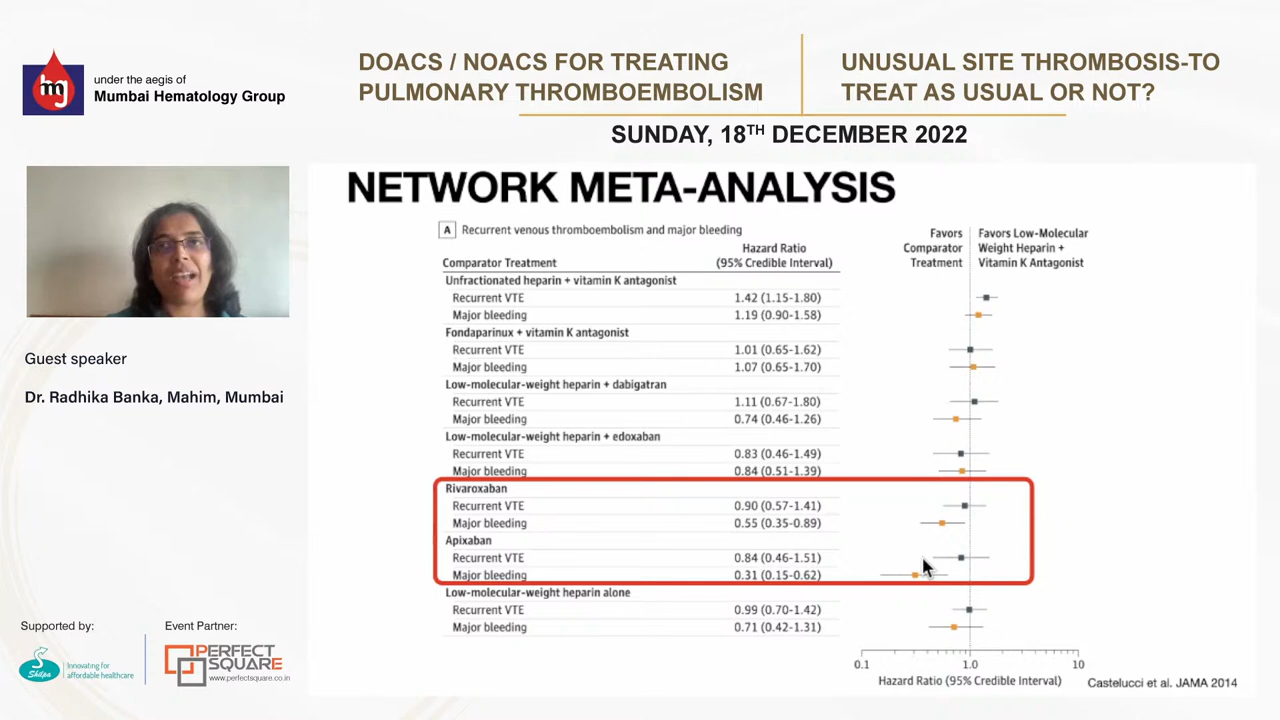 mg
under the aegis of
Mumbai Hematology Group
DOACS / NOACS FOR TREATING
PULMONARY THROMBOEMBOLISM
UNUSUAL SITE THROMBOSIS-TO
TREAT AS USUAL OR NOT?
SUNDAY, 18TH DECEMBER 2022
Guest speaker
Dr. Radhika Banka, Mahim, Mumbai
Supported by:
Shilpa
Innovating for
affordable healthcare
Event Partner:
PERFECT
SQUARE
www.perfectsquare.co.in
NETWORK META-ANALYSIS
A Recurrent venous thromboembolism and major bleeding
Comparator Treatment
Hazard Ratio
(95% Credible Interval)
Favors
Comparator
Treatment
Favors Low-Molecular
Weight Heparin +
Vitamin K Antagonist
Unfractionated heparin + vitamin K antagonist
Recurrent VTE 1.42 (1.15-1.80)
Major bleeding 1.19 (0.90-1.58)
Fondaparinux + vitamin K antagonist
Recurrent VTE 1.01 (0.65-1.62)
Major bleeding 1.07 (0.65-1.70)
Low-molecular-weight heparin + dabigatran
Recurrent VTE 1.11 (0.67-1.80)
Major bleeding 0.74 (0.46-1.26)
Low-molecular-weight heparin + edoxaban
Recurrent VTE 0.83 (0.46-1.49)
Major bleeding 0.84 (0.51-1.39)
Rivaroxaban
Recurrent VTE 0.90 (0.57-1.41)
Major bleeding 0.55 (0.35-0.89)
Apixaban
Recurrent VTE 0.84 (0.46-1.51)
Major bleeding 0.31 (0.15-0.62)
Low-molecular-weight heparin alone
Recurrent VTE 0.99 (0.70-1.42)
Major bleeding 0.71 (0.42-1.31)
0.1 1.0 10
Hazard Ratio (95% Credible Interval)
Castelucci et al. JAMA 2014